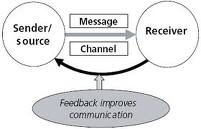 Sender/
source
Message
Channel
Receiver
Feedback improves
communication